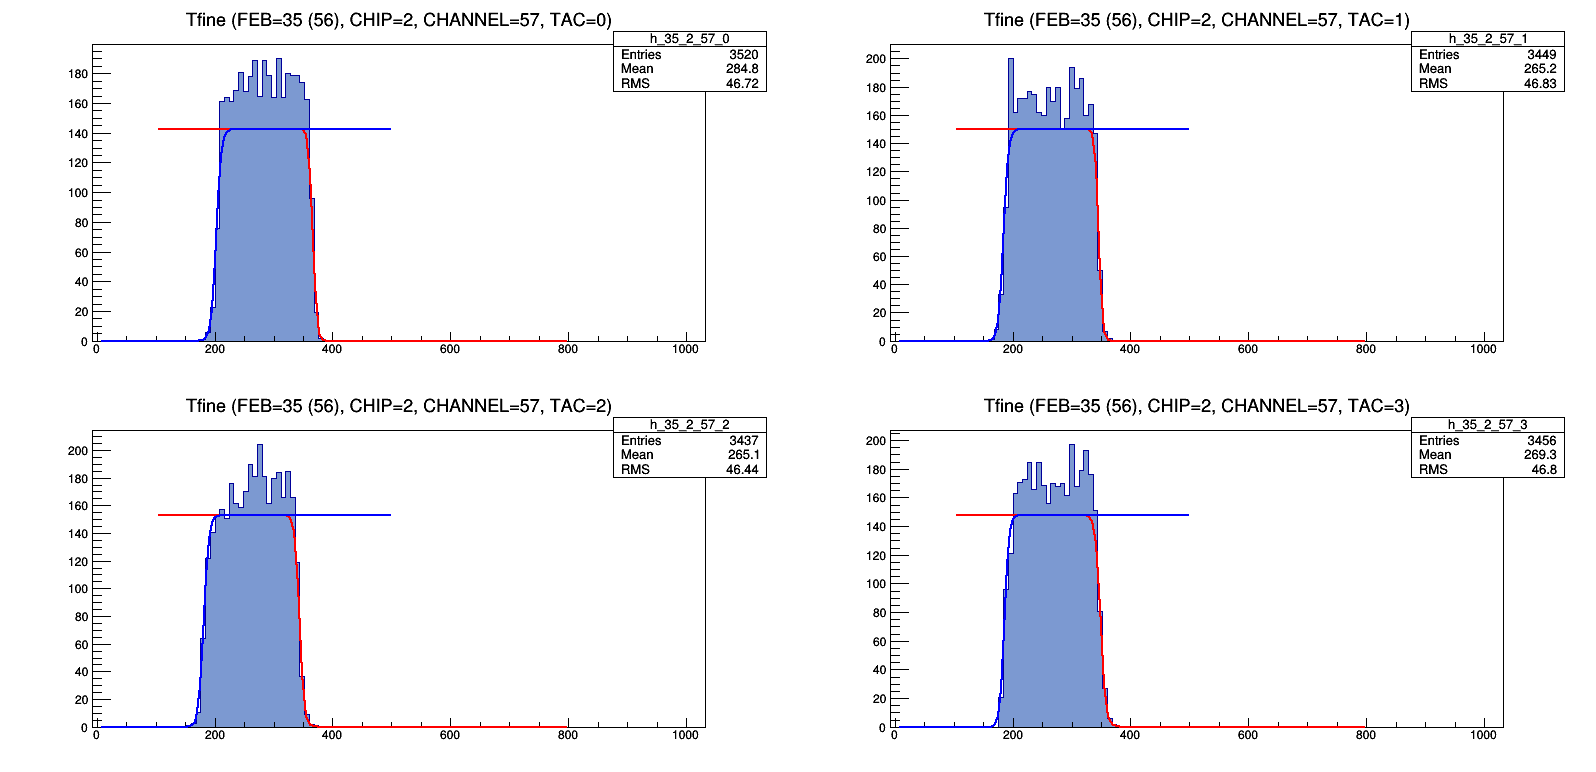 Tfine (FEB=35 (56), CHIP=2, CHANNEL=57, TAC=0)
h_35_2_57_0
Entries 3520
Mean 284.8
RMS 46.72
180
160
140
120
100
80
60
40
20
0
0 200 400 600 800 1000
Tfine (FEB=35 (56), CHIP=2, CHANNEL=57, TAC=1)
h_35_2_57_1
Entries 3449
Mean 265.2
RMS 46.83
200
180
160
140
120
100
80
60
40
20
0
0 200 400 600 800 1000
Tfine (FEB=35 (56), CHIP=2, CHANNEL=57, TAC=2)
h_35_2_57_2
Entries 3437
Mean 265.1
RMS 46.44
200
180
160
140
120
100
80
60
40
20
0
0 200 400 600 800 1000
Tfine (FEB=35 (56), CHIP=2, CHANNEL=57, TAC=3)
h_35_2_57_3
Entries 3456
Mean 269.3
RMS 46.8
200
180
160
140
120
100
80
60
40
20
0
0 200 400 600 800 1000